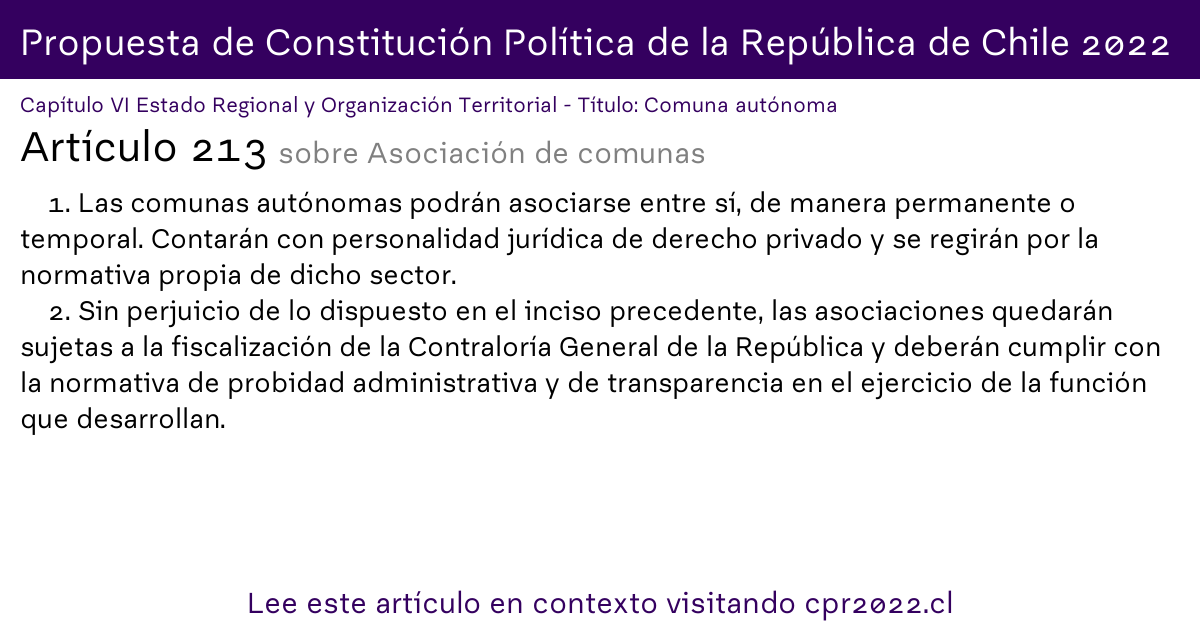 Propuesta de Constitución Política de la República de Chile 2022
Capítulo VI Estado Regional y Organización Territorial - Título: Comuna autónoma
Artículo 213 sobre Asociación de comunas
1. Las comunas autónomas podrán asociarse entre sí, de manera permanente o
temporal. Contarán con personalidad jurídica de derecho privado y se regirán por la
normativa propia de dicho sector.
2. Sin perjuicio de lo dispuesto en el inciso precedente, las asociaciones quedarán
sujetas a la fiscalización de la Contraloría General de la República y deberán cumplir con
la normativa de probidad administrativa y de transparencia en el ejercicio de la función
que desarrollan.
Lee este artículo en contexto visitando cpr2022.cl